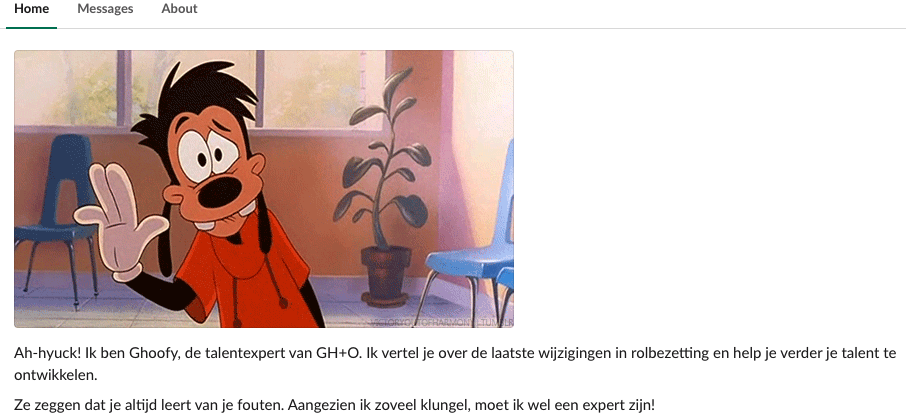 Home Messages About
Ah-hyuck! Ik ben Ghoofy, de talentexpert van GH+O. Ik vertel je over de laatste wijzigingen in rolbezetting en help je verder je talent te
ontwikkelen.
Ze zeggen dat je altijd leert van je fouten. Aangezien ik zoveel klungel, moet ik wel een expert zijn!